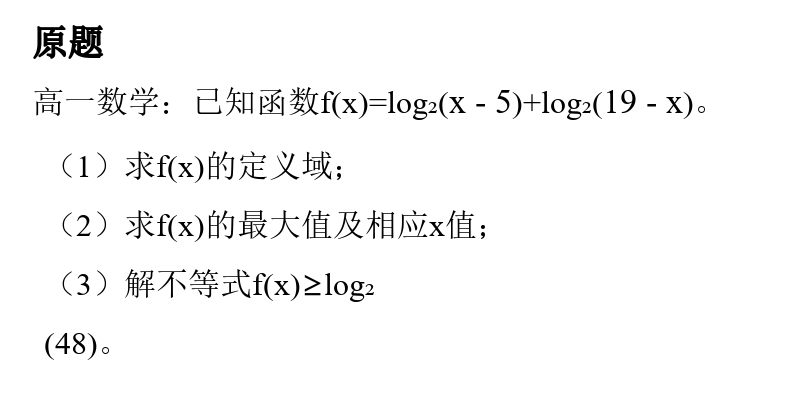 原题
高一数学：已知函数f(x)=log₂(x - 5)+log₂(19 - x)。
（1）求f(x)的定义域；
（2）求f(x)的最大值及相应x值；
（3）解不等式f(x)≥log₂
(48)。